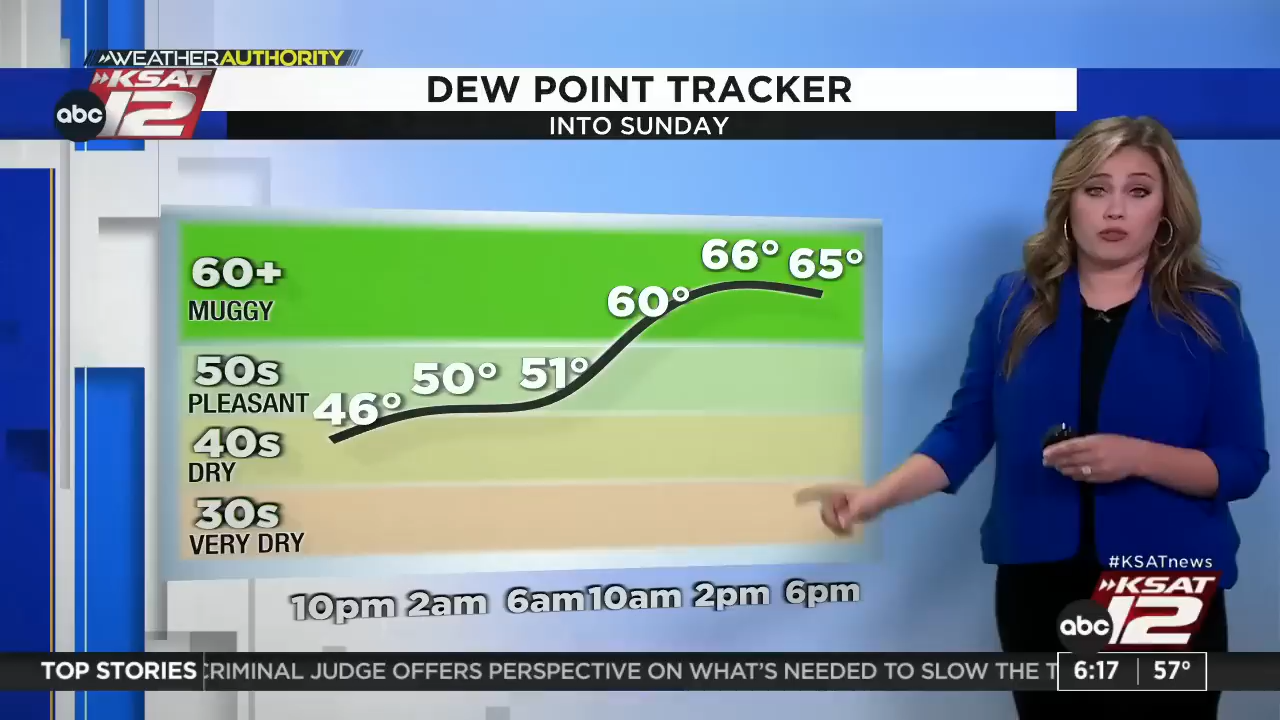 WEATHERAUTHORITY
KSAT
abc 12
DEW POINT TRACKER
INTO SUNDAY
60+
MUGGY
50s
PLEASANT
40s
DRY
30s
VERY DRY
46° 50° 51° 60° 66° 65°
10pm 2am 6am 10am 2pm 6pm
#KSATnews
KSAT
abc 12
TOP STORIES CRIMINAL JUDGE OFFERS PERSPECTIVE ON WHAT'S NEEDED TO SLOW THE T
6:17 57°